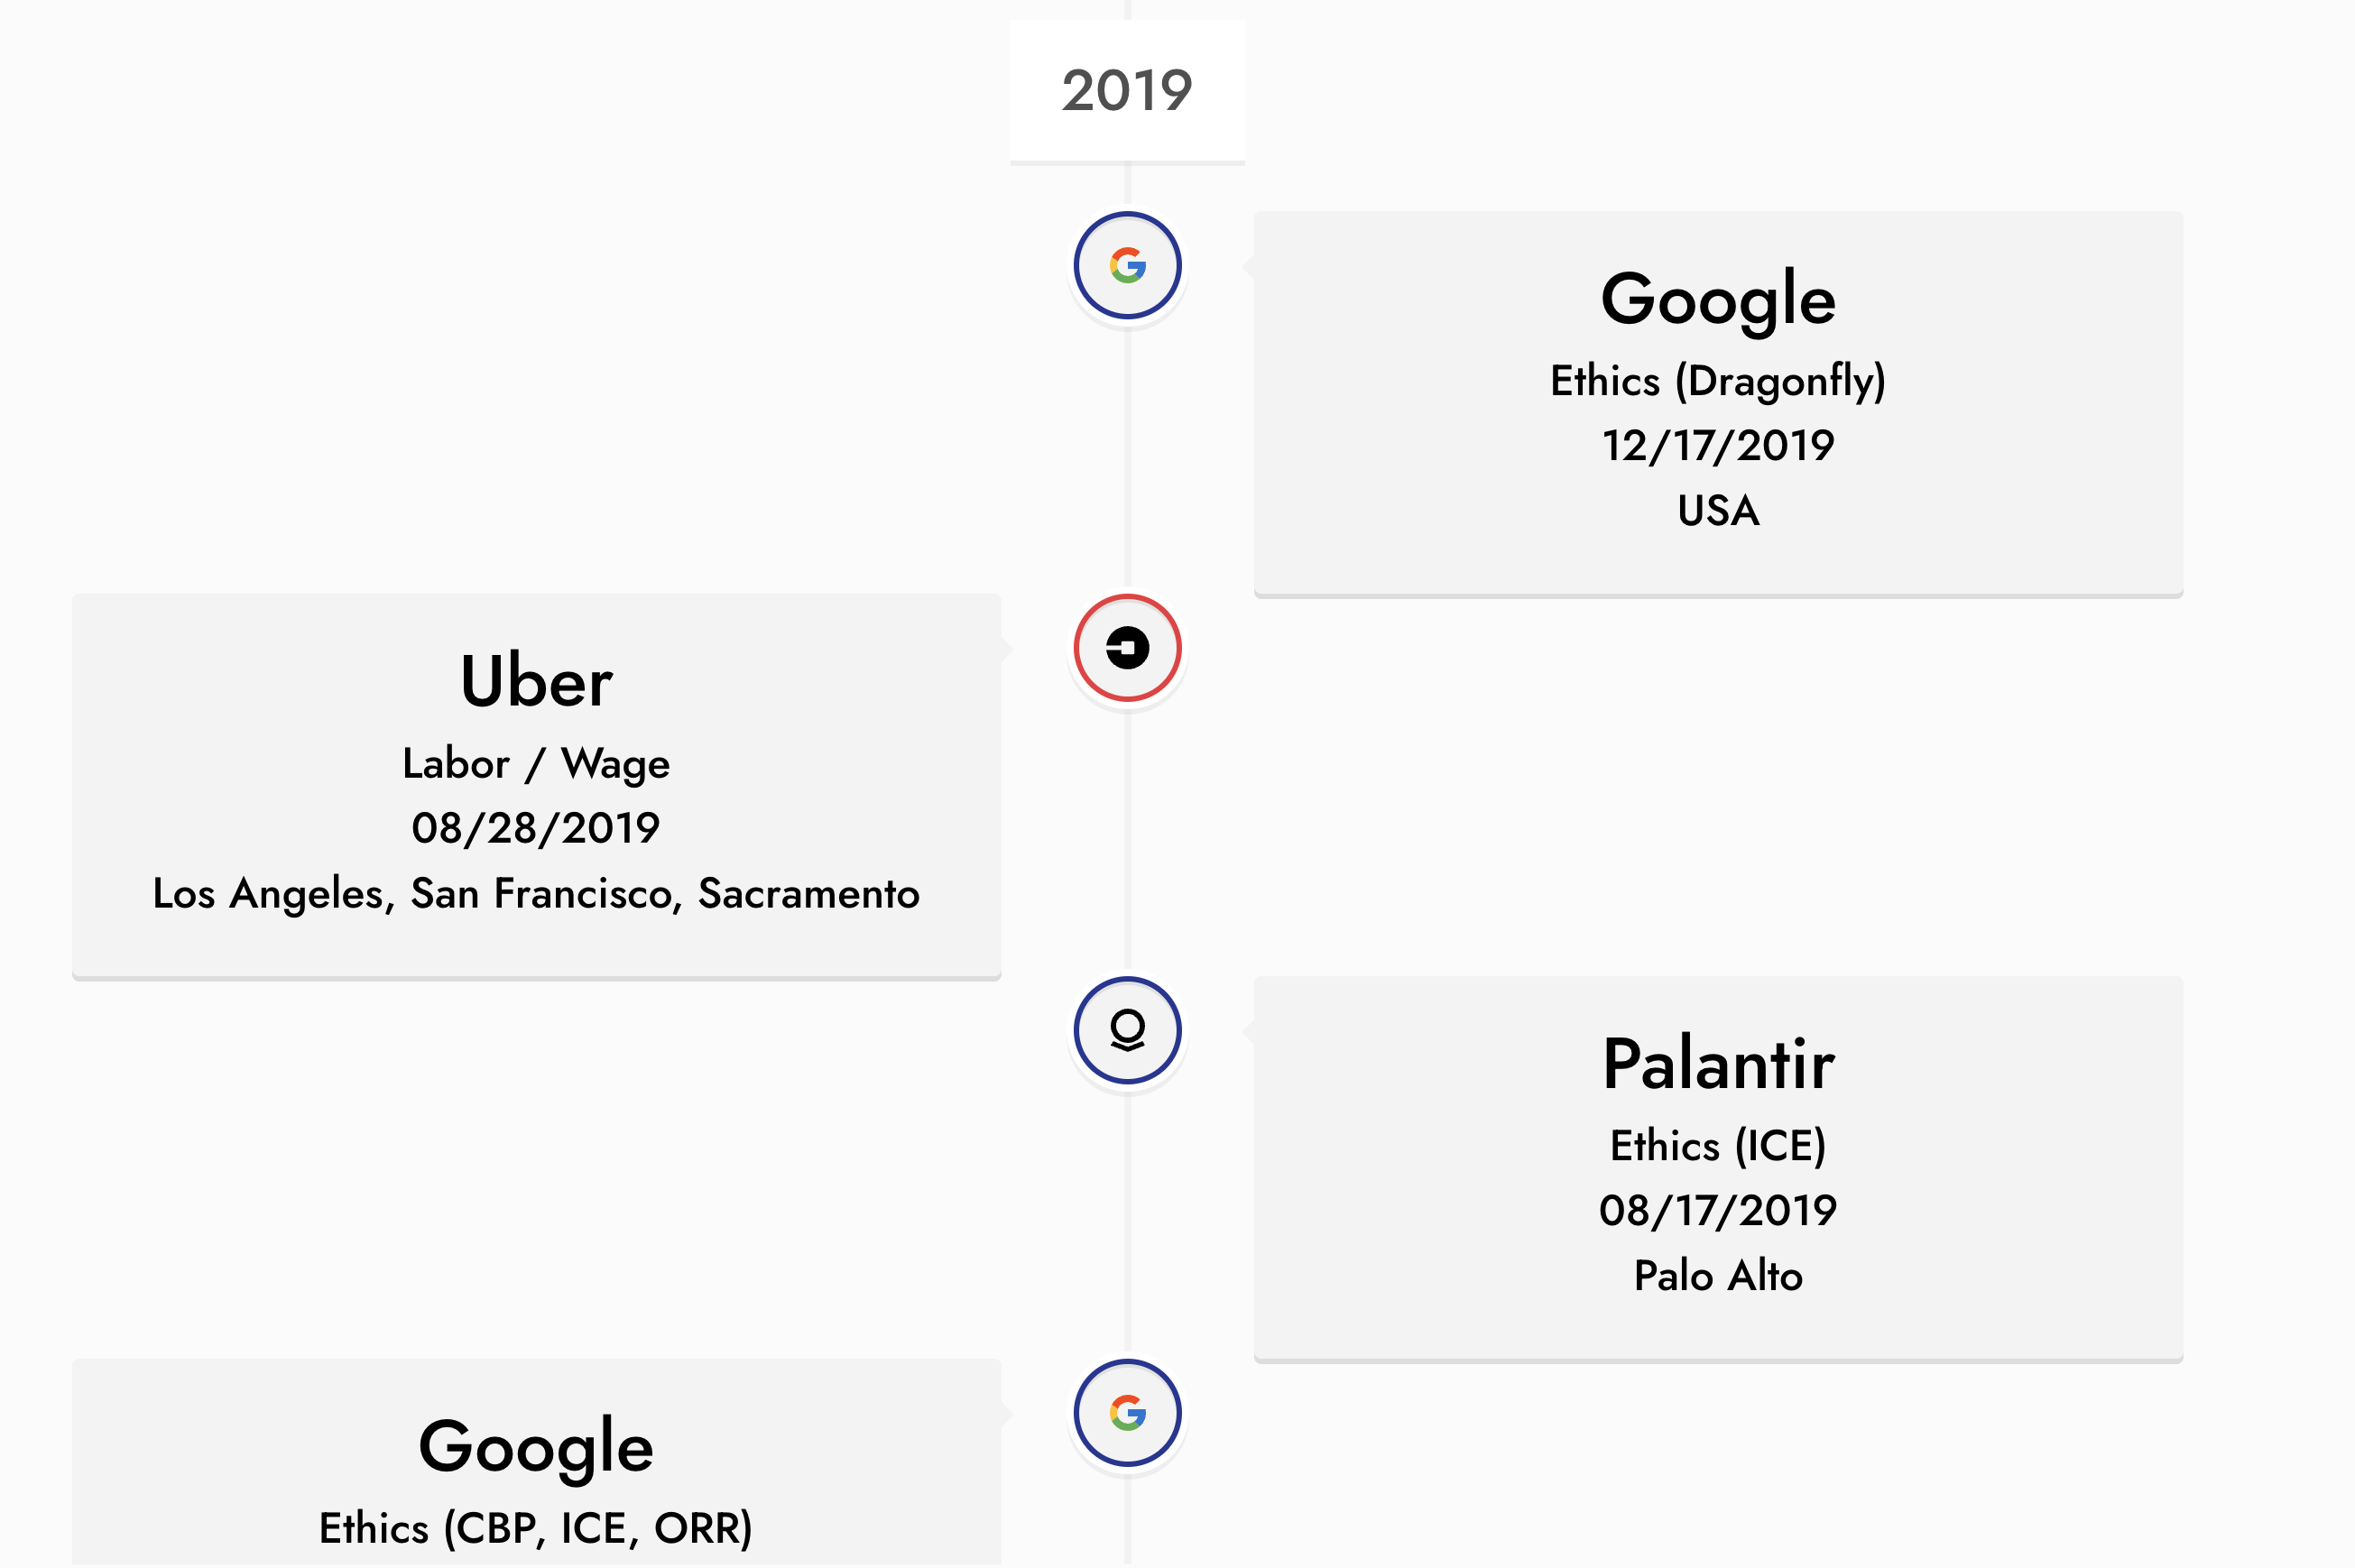 2019
Google
Ethics (Dragonfly)
12/17/2019
USA
Uber
Labor / Wage
08/28/2019
Los Angeles, San Francisco, Sacramento
Palantir
Ethics (ICE)
08/17/2019
Palo Alto
Google
Ethics (CBP, ICE, ORR)